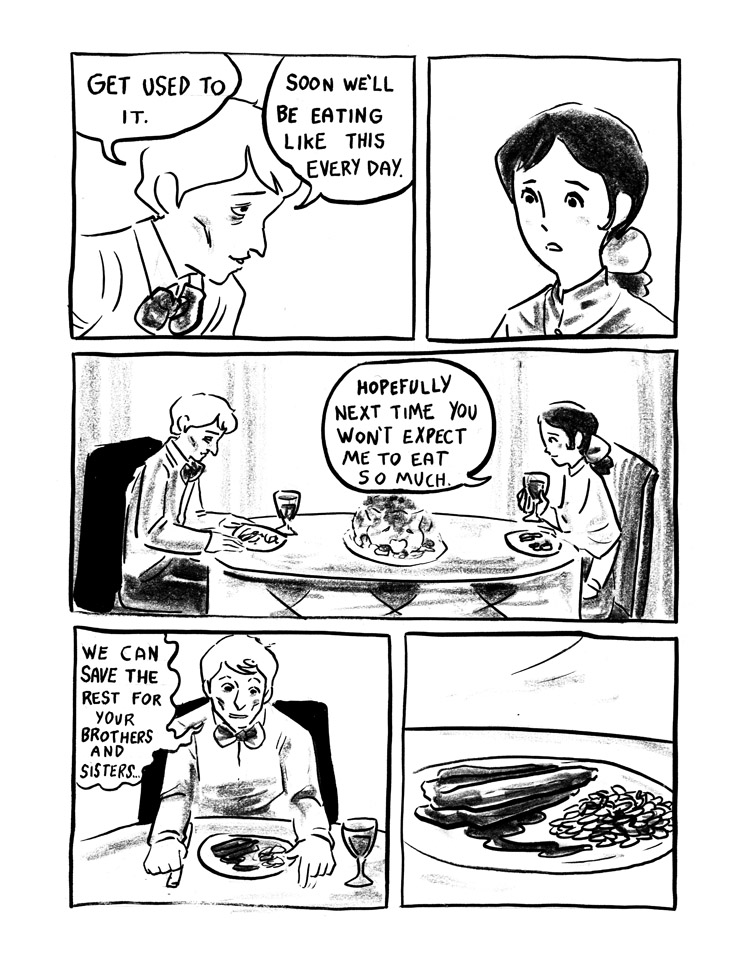 GET USED TO
IT.
SOON WE'LL
BE EATING
LIKE THIS
EVERY DAY.
HOPEFULLY
NEXT TIME YOU
WON'T EXPECT
ME TO EAT
SO MUCH.
WE CAN
SAVE THE
REST FOR
YOUR
BROTHERS
AND
SISTERS...